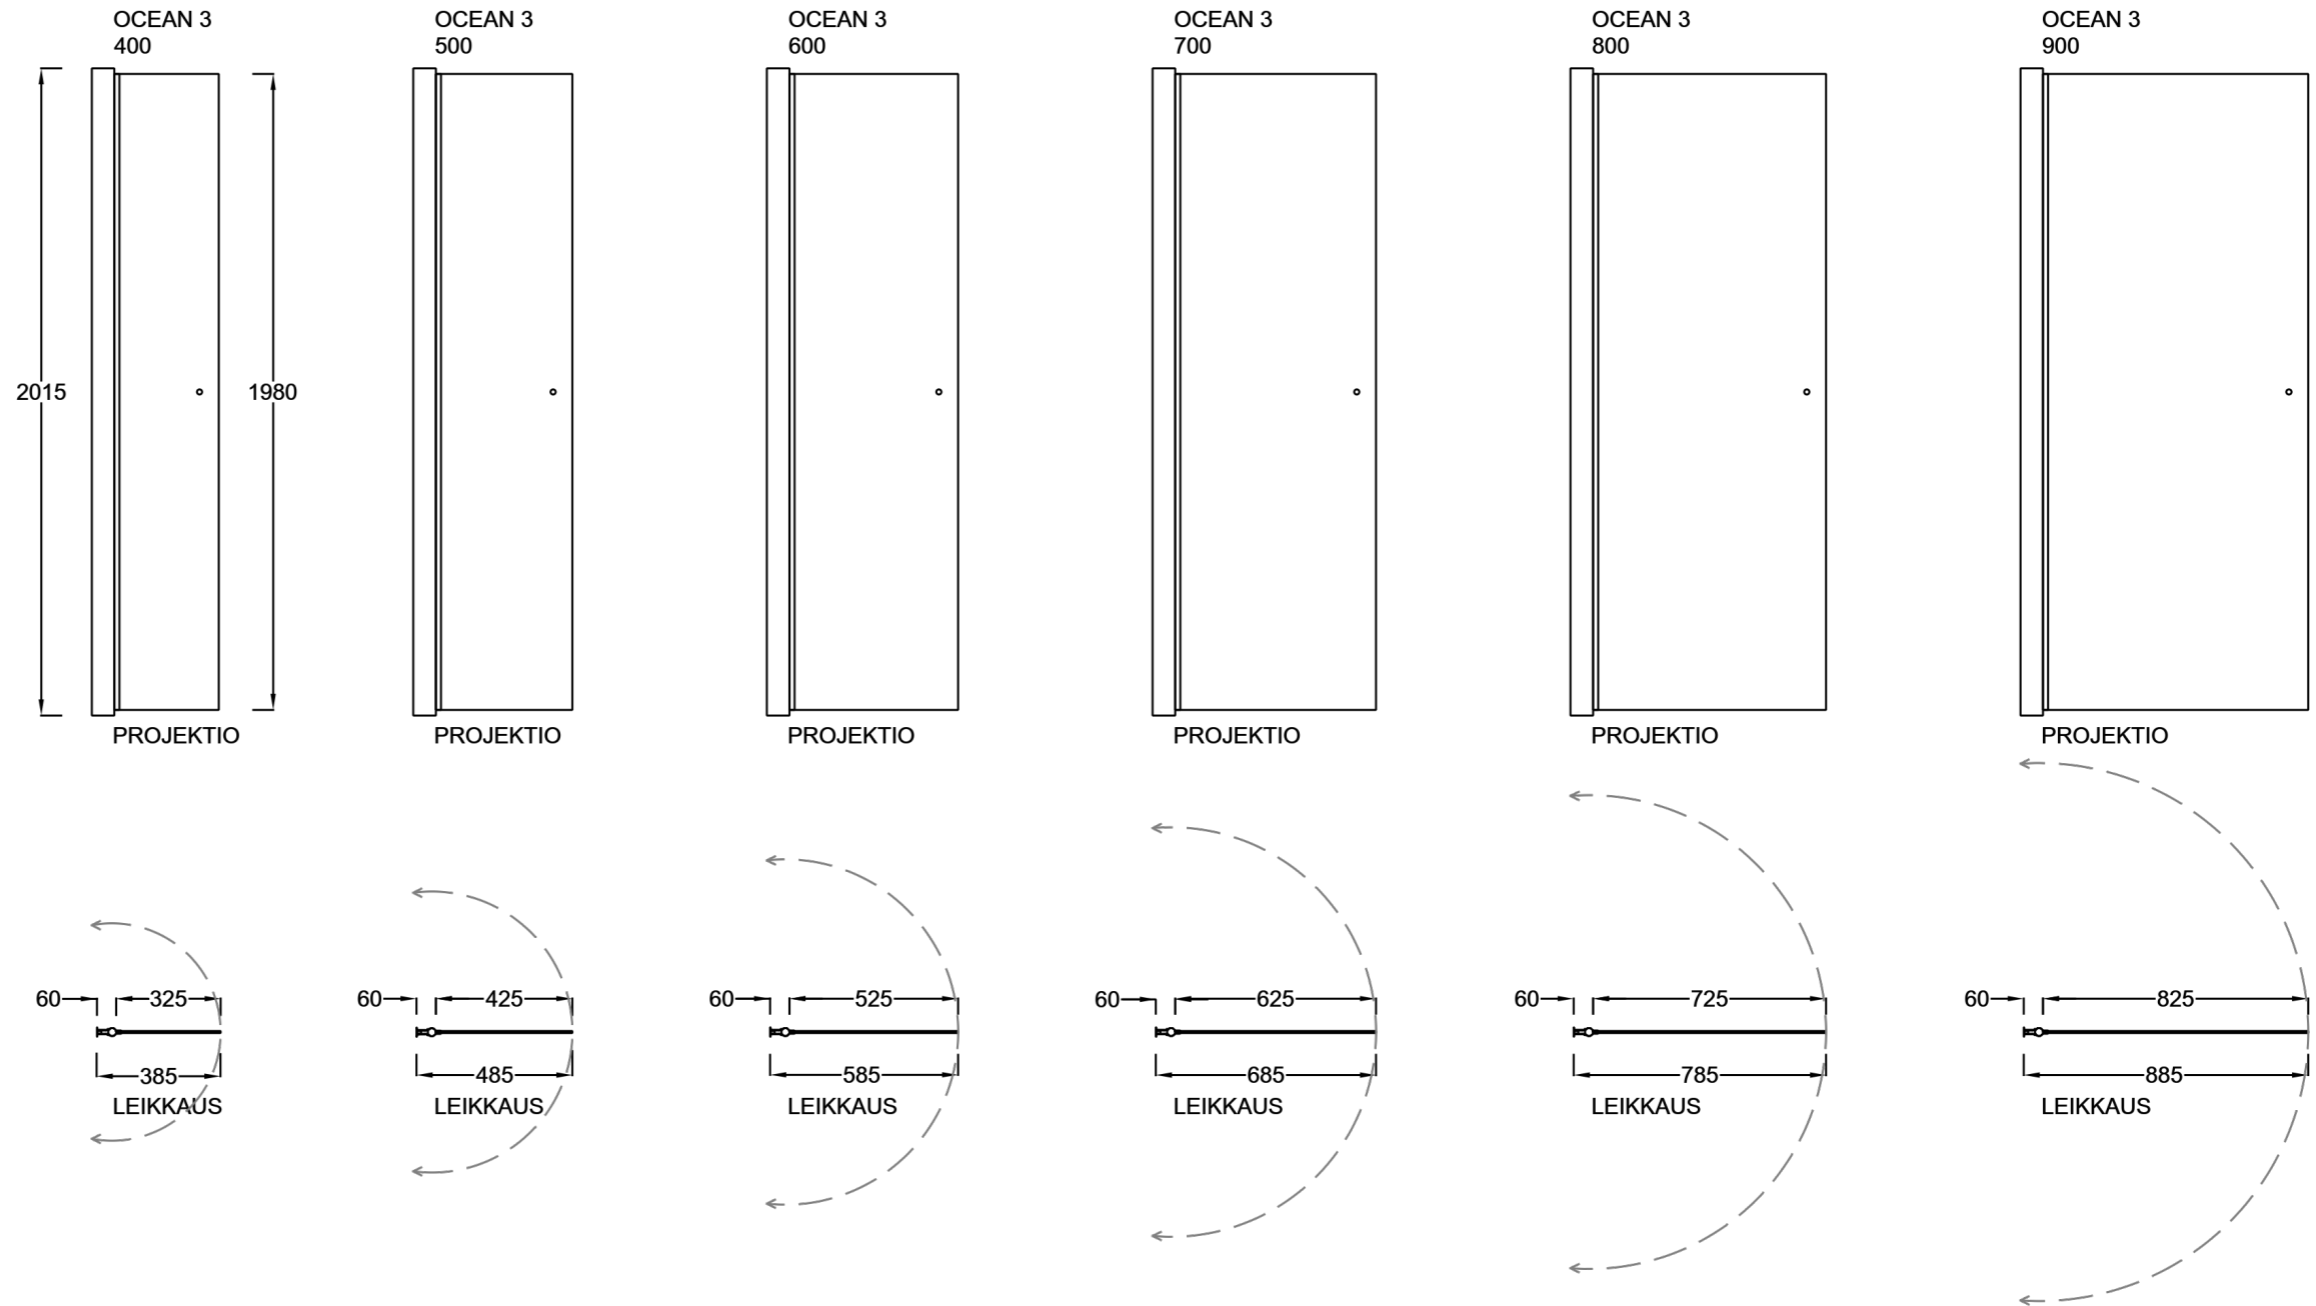 OCEAN 3
400
OCEAN 3
500
OCEAN 3
600
OCEAN 3
700
OCEAN 3
800
OCEAN 3
900
2015
1980
PROJEKTIO
PROJEKTIO
PROJEKTIO
PROJEKTIO
PROJEKTIO
PROJEKTIO
60 325
60 425
60 525
60 625
60 725
60 825
385
485
585
685
785
885
LEIKKAUS
LEIKKAUS
LEIKKAUS
LEIKKAUS
LEIKKAUS
LEIKKAUS